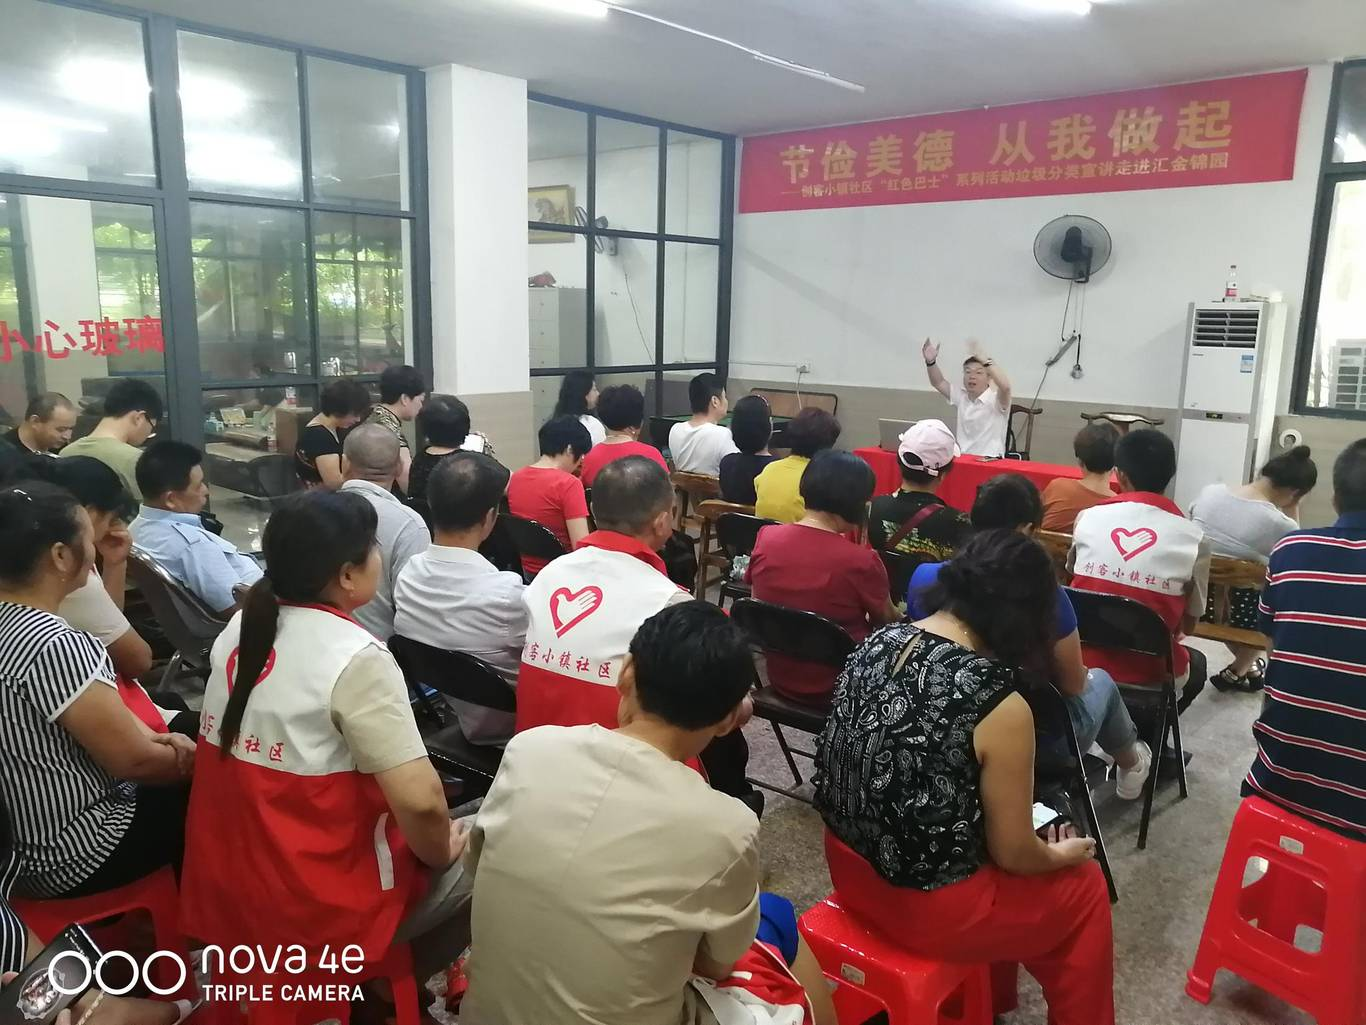 节俭美德 从我做起
——创客小镇社区“红色巴士”系列活动垃圾分类宣讲走进汇金锦园
小心玻璃
创客小镇社区
创客小镇社区
镇社区
nova 4e
TRIPLE CAMERA